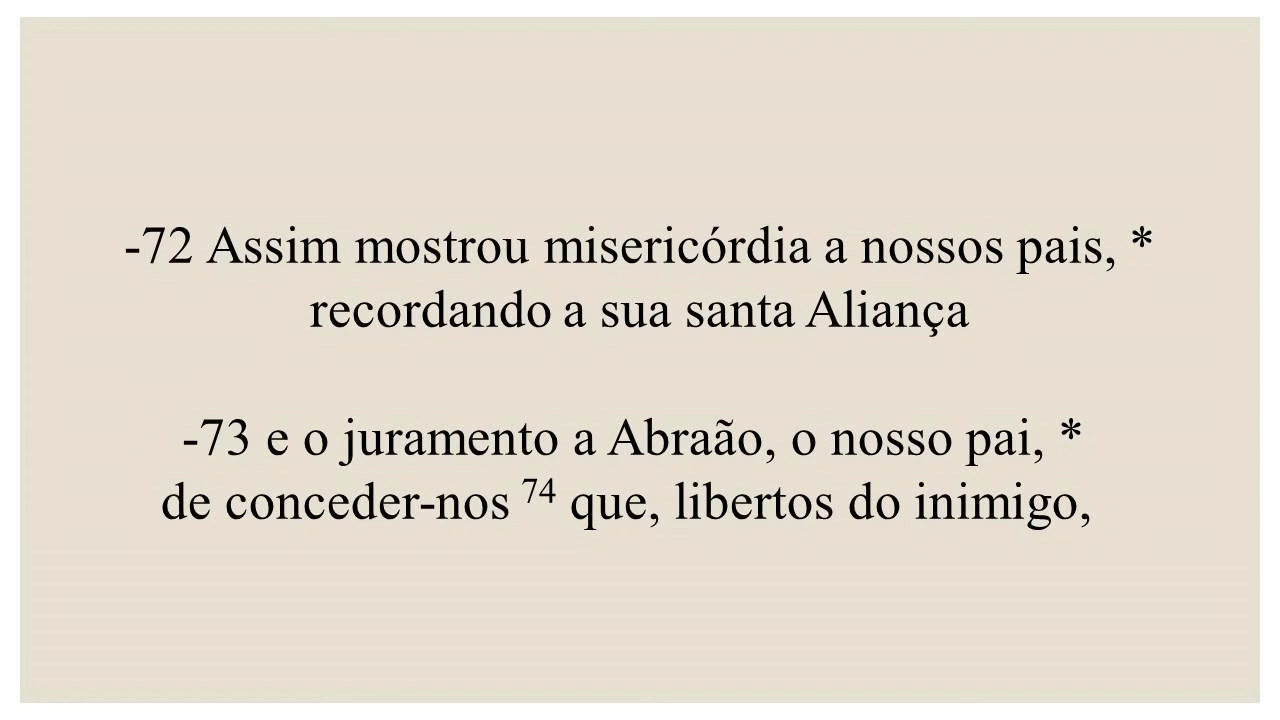 -72 Assim mostrou misericórdia a nossos pais, *
recordando a sua santa Aliança
-73 e o juramento a Abraão, o nosso pai, *
de conceder-nos 74 que, libertos do inimigo,